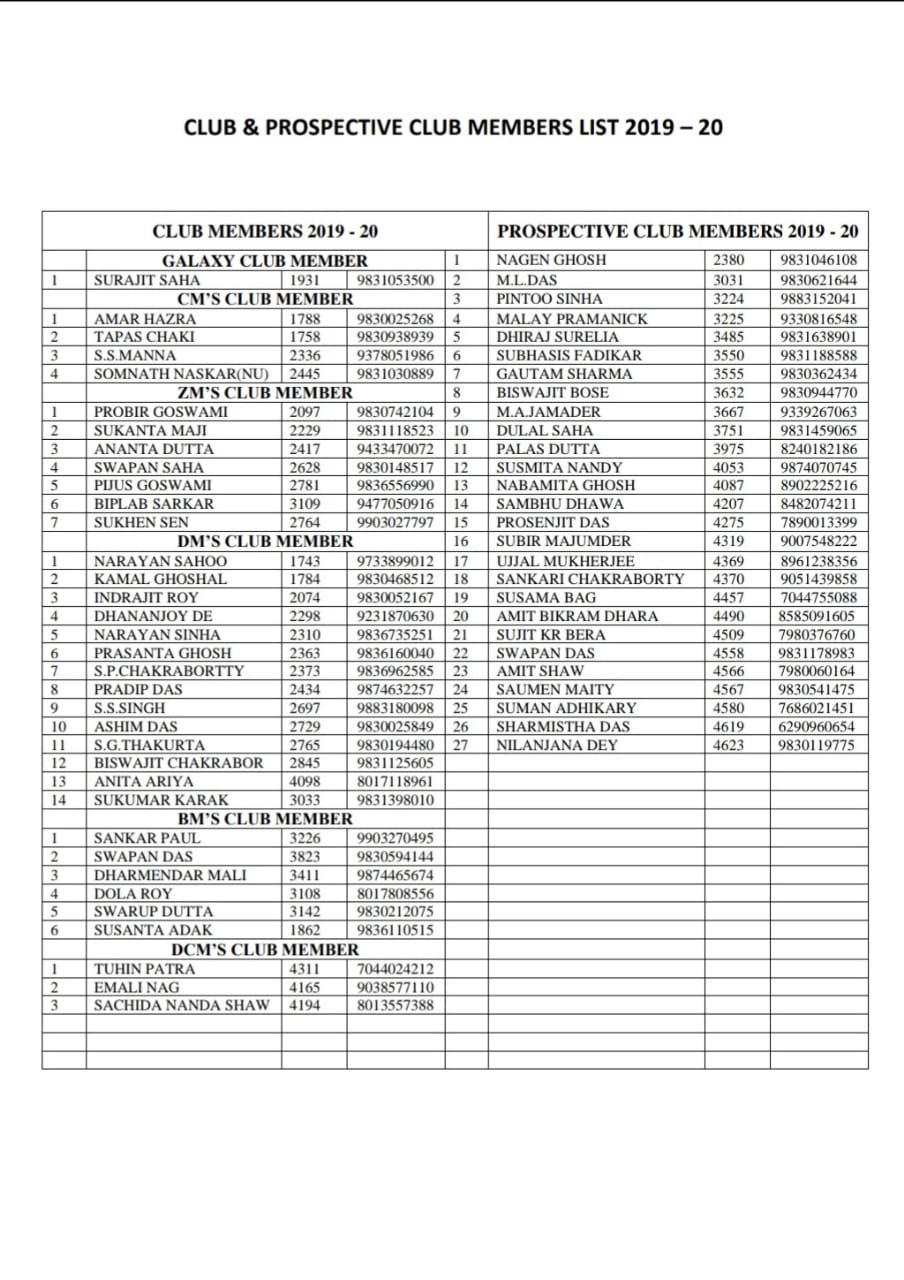 CLUB & PROSPECTIVE CLUB MEMBERS LIST 2019 – 20
CLUB MEMBERS 2019 - 20 PROSPECTIVE CLUB MEMBERS 2019 - 20
GALAXY CLUB MEMBER 1 NAGEN GHOSH 2380 9831046108
1 SURAJIT SAHA 1931 9831053500 2 M.L.DAS 3031 9830621644
CM'S CLUB MEMBER 3 PINTOO SINHA 3224 9883152041
1 AMAR HAZRA 1788 9830025268 4 MALAY PRAMANICK 3225 9330816548
2 TAPAS CHAKI 1758 9830938939 5 DHIRAJ SURELIA 3485 9831638901
3 S.S.MANNA 2336 9378051986 6 SUBHASIS FADIKAR 3550 9831188588
4 SOMNATH NASKAR(NU) 2445 9831030889 7 GAUTAM SHARMA 3555 9830362434
ZM'S CLUB MEMBER 8 BISWAJIT BOSE 3632 9830944770
1 PROBIR GOSWAMI 2097 9830742104 9 M.A.JAMADER 3667 9339267063
2 SUKANTA MAJI 2229 9831118523 10 DULAL SAHA 3751 9831459065
3 ANANTA DUTTA 2417 9433470072 11 PALAS DUTTA 3975 8240182186
4 SWAPAN SAHA 2628 9830148517 12 SUSMITA NANDY 4053 9874070745
5 PIJUS GOSWAMI 2781 9836556990 13 NABAMITA GHOSH 4087 8902225216
6 BIPLAB SARKAR 3109 9477050916 14 SAMBHU DHAWA 4207 8482074211
7 SUKHEN SEN 2764 9903027797 15 PROSENJIT DAS 4275 7890013399
DM'S CLUB MEMBER 16 SUBIR MAJUMDER 4319 9007548222
1 NARAYAN SAHOO 1743 9733899012 17 UJJAL MUKHERJEE 4369 8961238356
2 KAMAL GHOSHAL 1784 9830468512 18 SANKARI CHAKRABORTY 4370 9051439858
3 INDRAJIT ROY 2074 9830052167 19 SUSAMA BAG 4457 7044755088
4 DHANANJOY DE 2298 9231870630 20 AMIT BIKRAM DHARA 4490 8585091605
5 NARAYAN SINHA 2310 9836735251 21 SUJIT KR BERA 4509 7980376760
6 PRASANTA GHOSH 2363 9836160040 22 SWAPAN DAS 4558 9831178983
7 S.P.CHAKRABORTTY 2373 9836962585 23 AMIT SHAW 4566 7980060164
8 PRADIP DAS 2434 9874632257 24 SAUMEN MAITY 4567 9830541475
9 S.S.SINGH 2697 9883180098 25 SUMAN ADHIKARY 4580 7686021451
10 ASHIM DAS 2729 9830025849 26 SHARMISTHA DAS 4619 6290960654
11 S.G.THAKURTA 2765 9830194480 27 NILANJANA DEY 4623 9830119775
12 BISWAJIT CHAKRABOR 2845 9831125605
13 ANITA ARIYA 4098 8017118961
14 SUKUMAR KARAK 3033 9831398010
BM'S CLUB MEMBER
1 SANKAR PAUL 3226 9903270495
2 SWAPAN DAS 3823 9830594144
3 DHARMENDAR MALI 3411 9874465674
4 DOLA ROY 3108 8017808556
5 SWARUP DUTTA 3142 9830212075
6 SUSANTA ADAK 1862 9836110515
DCM'S CLUB MEMBER
1 TUHIN PATRA 4311 7044024212
2 EMALI NAG 4165 9038577110
3 SACHIDA NANDA SHAW 4194 8013557388